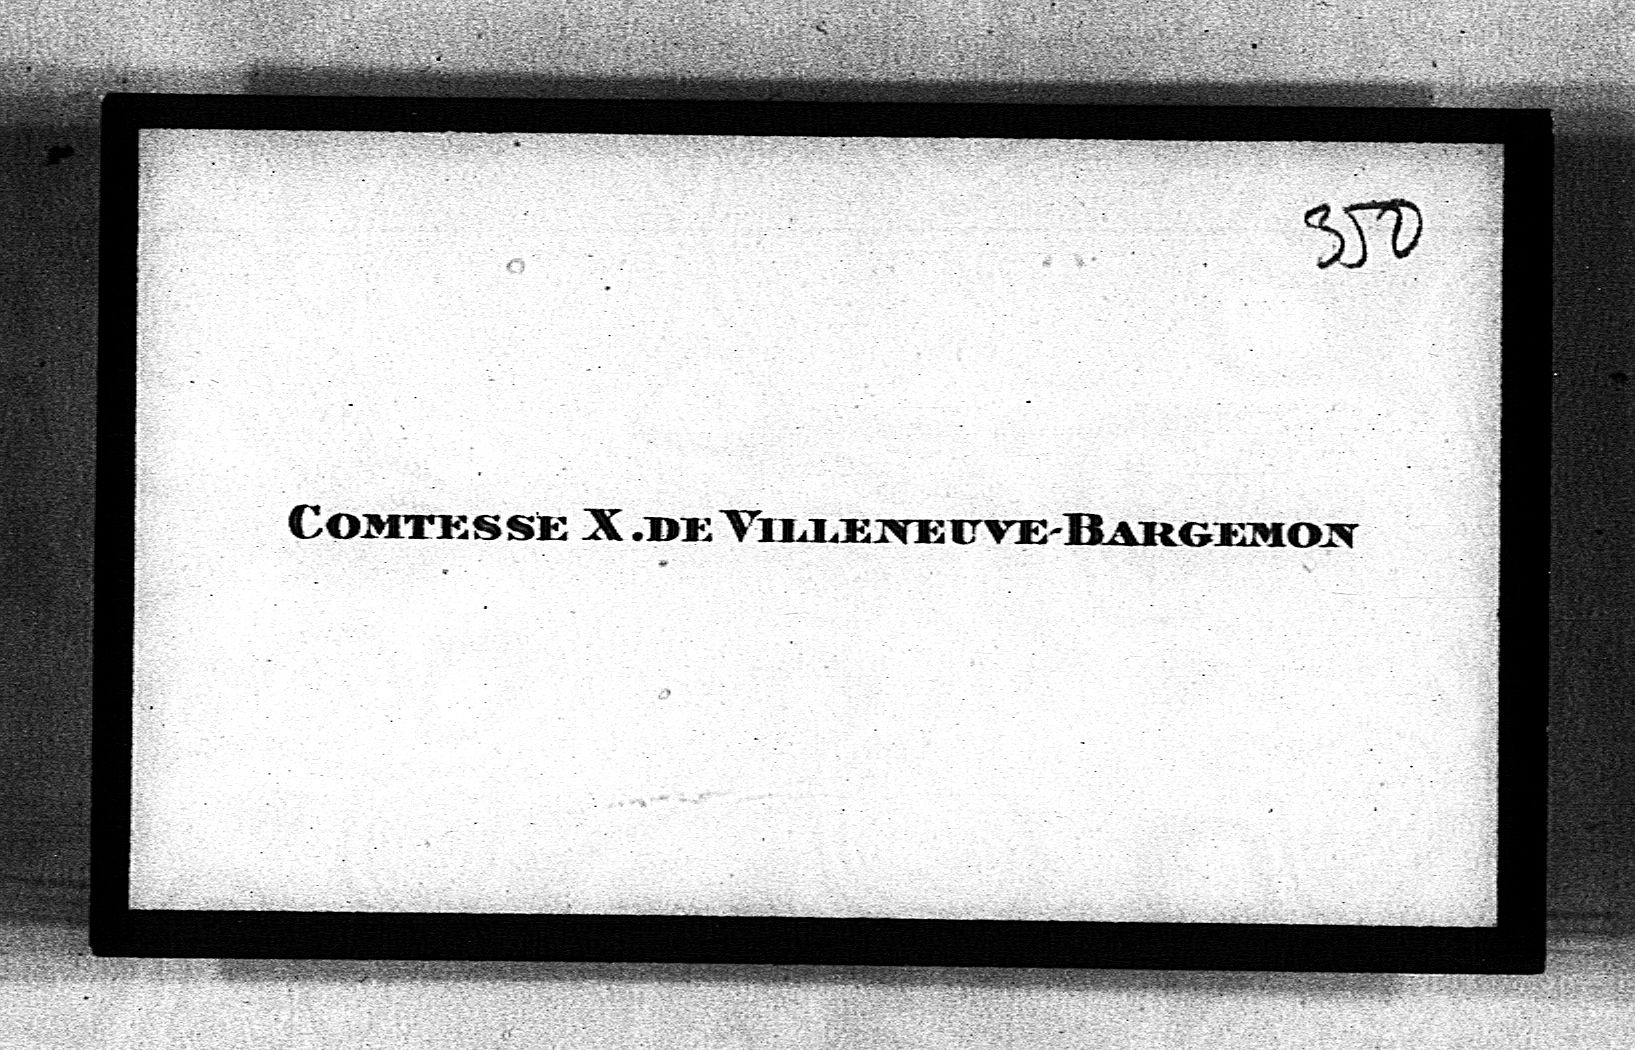 350
COMTESSE X. DE VILLENEUVE-BARGEMON